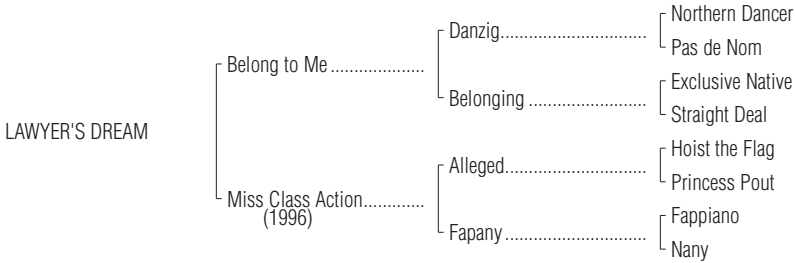 Northern Dancer
Danzig......................................
Pas de Nom
Belong to Me ....................
Exclusive Native
Belonging ..............................
Straight Deal
LAWYER'S DREAM
Hoist the Flag
Alleged.....................................
Princess Pout
Miss Class Action.............
(1996)
Fappiano
Fapany ....................................
Nany